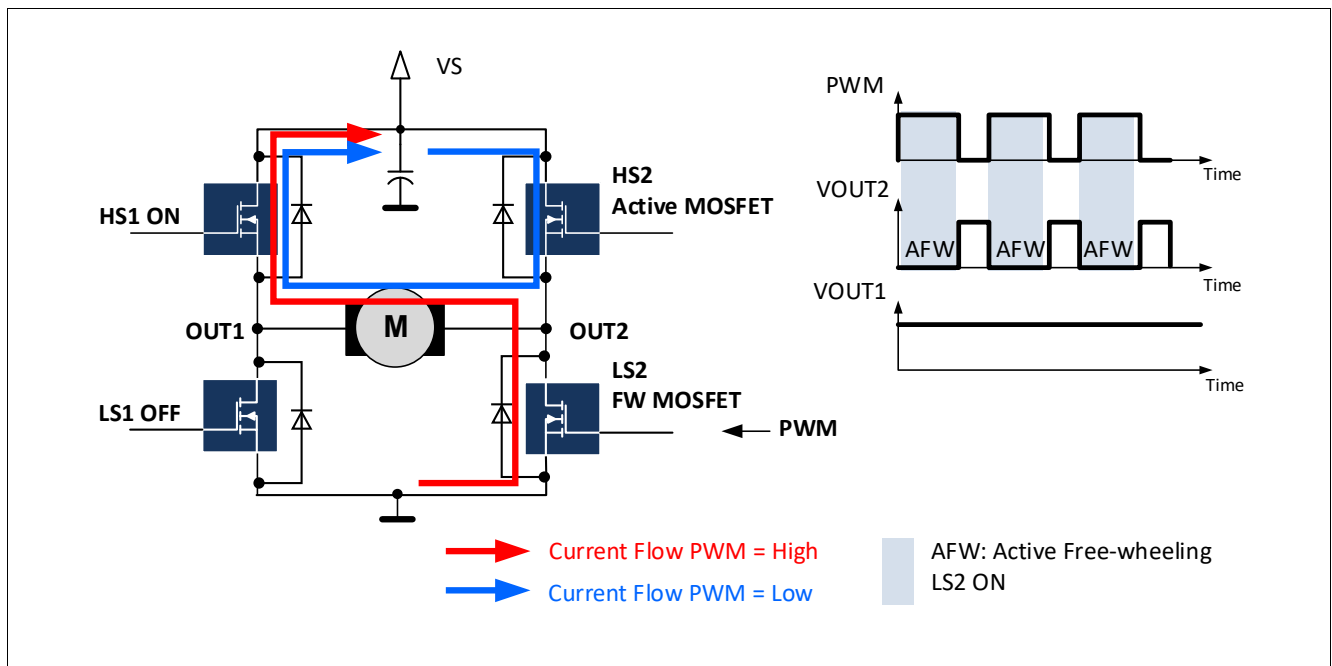 VS
HS1 ON
HS2
Active MOSFET
OUT1
M
OUT2
LS1 OFF
LS2
FW MOSFET
PWM
PWM
Time
VOUT2
AFW
AFW
AFW
Time
VOUT1
Time
Current Flow PWM = High
Current Flow PWM = Low
AFW: Active Free-wheeling
LS2 ON